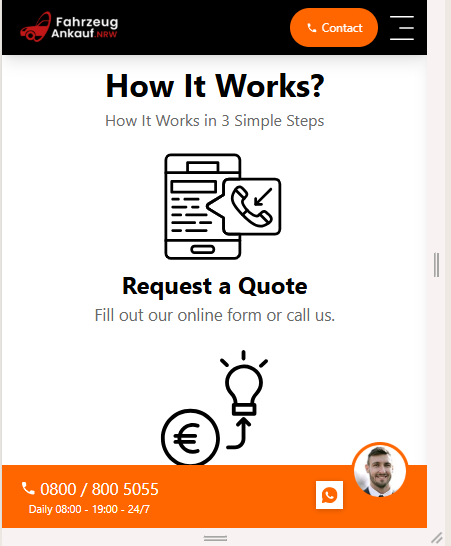 Fahrzeug
Ankauf.NRW
Contact
How It Works?
How It Works in 3 Simple Steps
Request a Quote
Fill out our online form or call us.
€
0800 / 800 5055
Daily 08:00 - 19:00 - 24/7